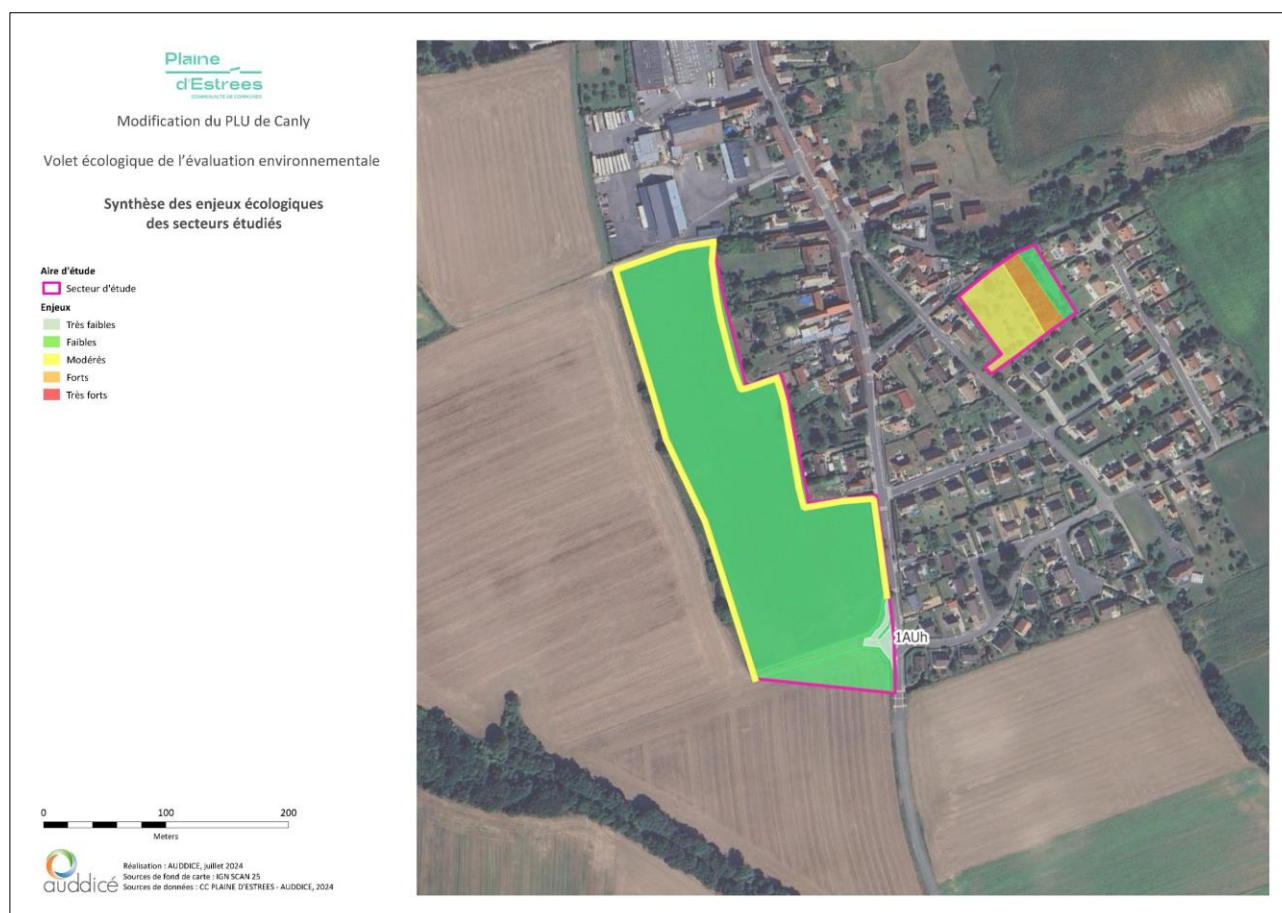 Plaine
d'Estrees
COMMUNAUTÉ DE COMMUNES
Modification du PLU de Canly
Volet écologique de l'évaluation environnementale
Synthèse des enjeux écologiques
des secteurs étudiés
Aire d'étude
Secteur d'étude
Enjeux
Très faibles
Faibles
Modérés
Forts
Très forts
1AUh
0 100 200
Meters
auddicé
Réalisation : AUDDICE, juillet 2024
Sources de fond de carte : IGN SCAN 25
Sources de données : CC PLAINE D'ESTREES - AUDDICE, 2024